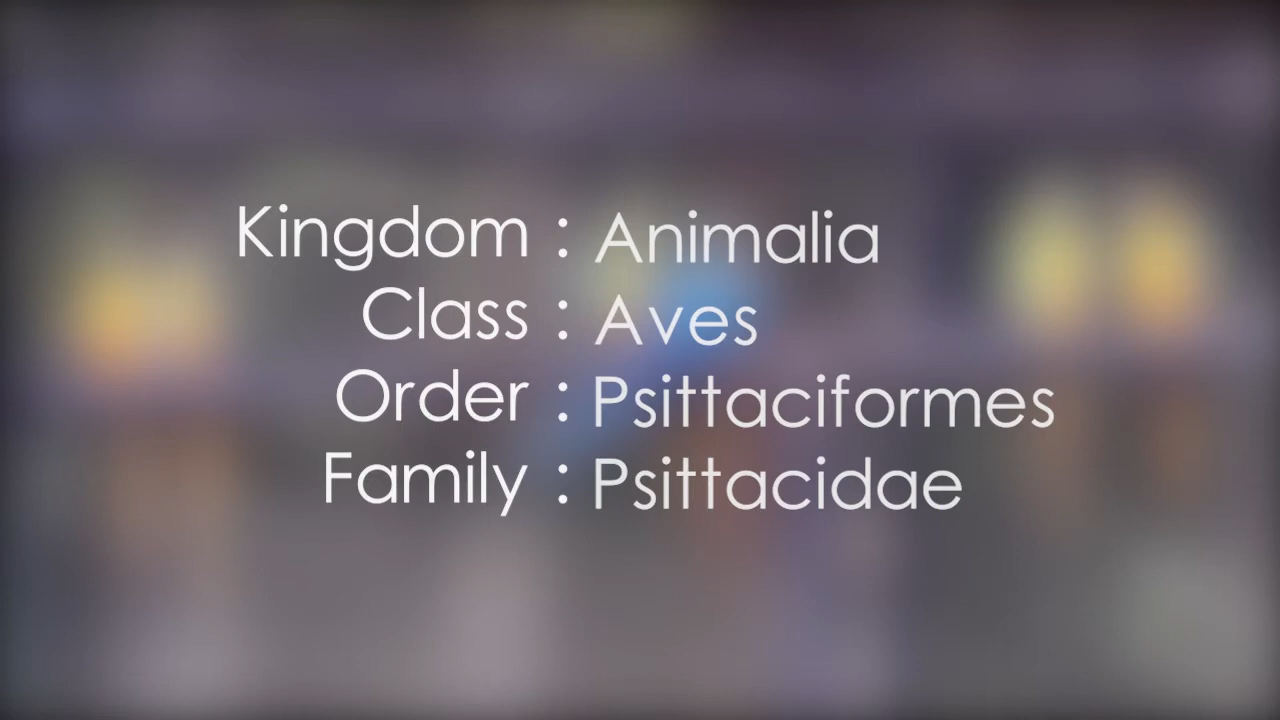 Kingdom : Animalia
Class : Aves
Order : Psittaciformes
Family : Psittacidae